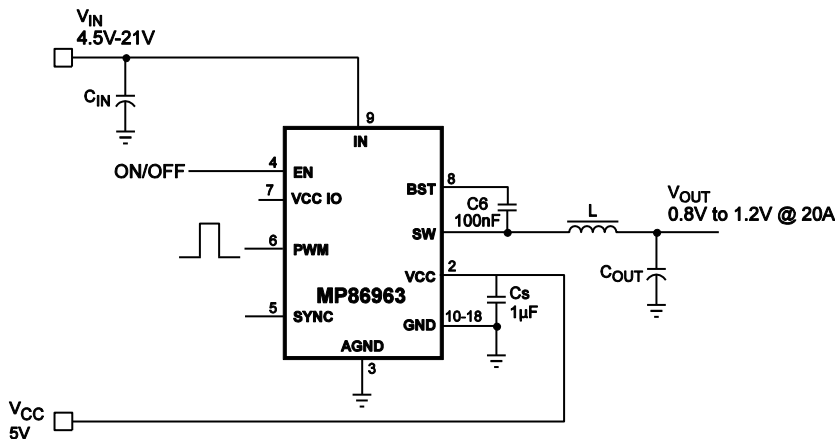 VIN
4.5V-21V
CIN
9
IN
ON/OFF
4
EN
7
VCC IO
6
PWM
5
SYNC
MP86963
AGND
3
8
BST
C6
100nF
SW
L
VOUT
0.8V to 1.2V @ 20A
COUT
2
VCC
Cs
1µF
10-18
GND
VCC
5V